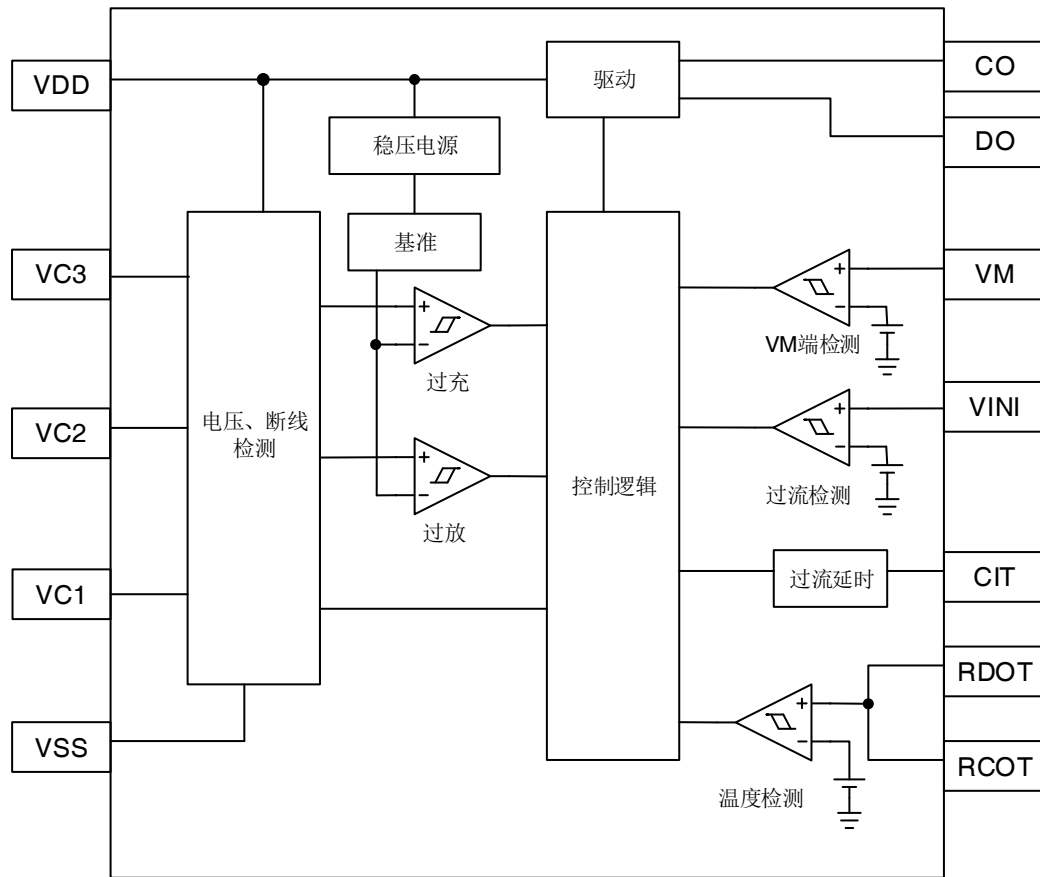 VDD
驱动
CO
DO
稳压电源
基准
VC3
VM
VM端检测
过充
VC2
电压、断线
检测
VINI
过放
控制逻辑
过流检测
VC1
过流延时
CIT
RDOT
VSS
RCOT
温度检测